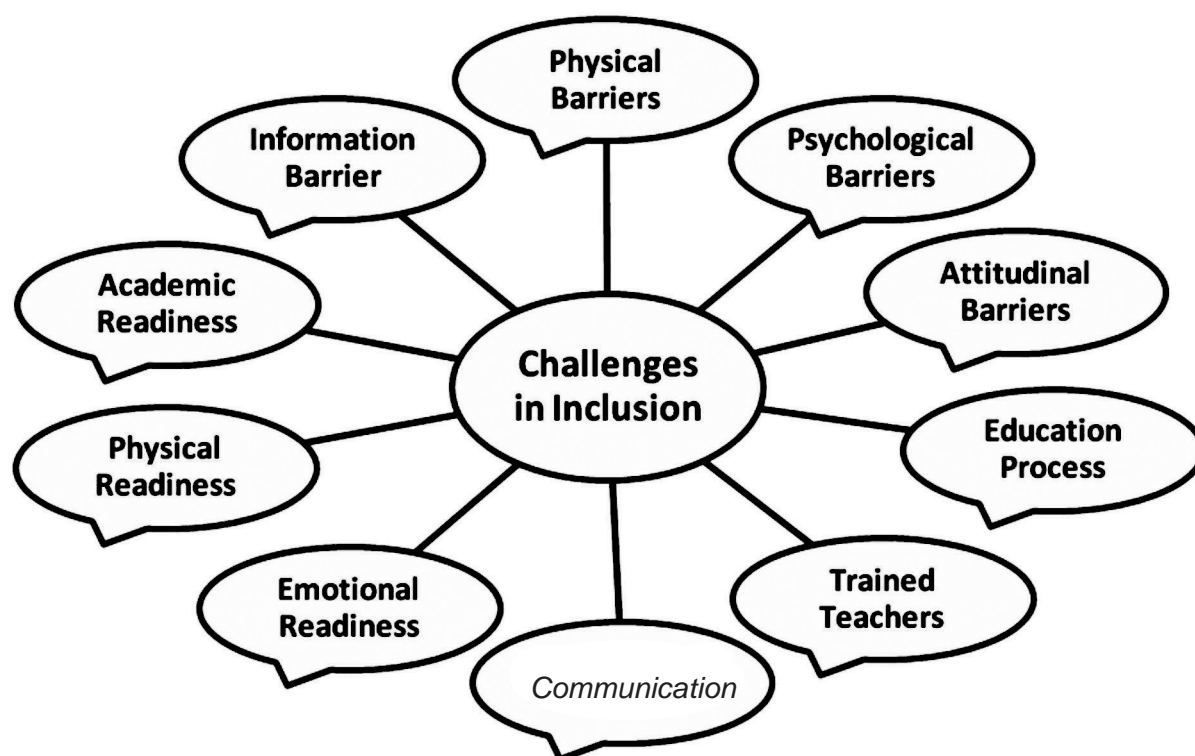 Physical
Barriers
Information
Barrier
Psychological
Barriers
Academic
Readiness
Attitudinal
Barriers
Challenges
in Inclusion
Physical
Readiness
Education
Process
Emotional
Readiness
Trained
Teachers
Communication